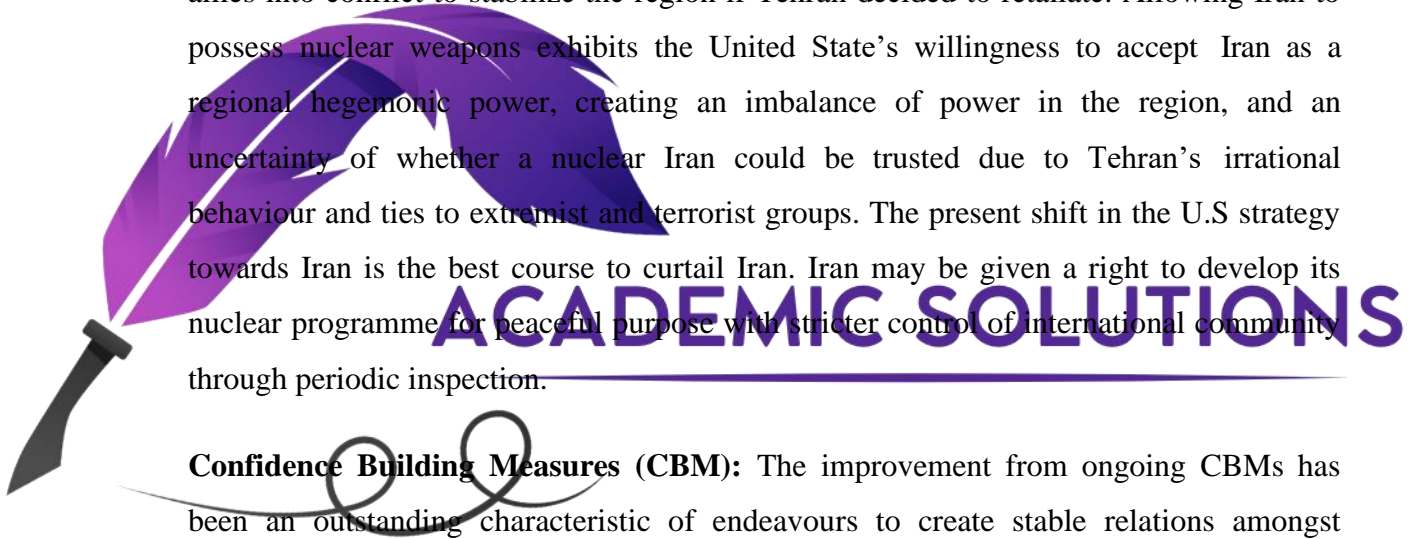 allies into conflict to stabilize the region if Tehran decided to retaliate. Allowing Iran to
possess nuclear weapons exhibits the United State’s willingness to accept Iran as a
regional hegemonic power, creating an imbalance of power in the region, and an
uncertainty of whether a nuclear Iran could be trusted due to Tehran’s irrational
behaviour and ties to extremist and terrorist groups. The present shift in the U.S strategy
towards Iran is the best course to curtail Iran. Iran may be given a right to develop its
nuclear programme for peaceful purpose with stricter control of international community
ACADEMIC SOLUTIONS
through periodic inspection.
Confidence Building Measures (CBM): The improvement from ongoing CBMs has
been an outstanding characteristic of endeavours to create stable relations amongst